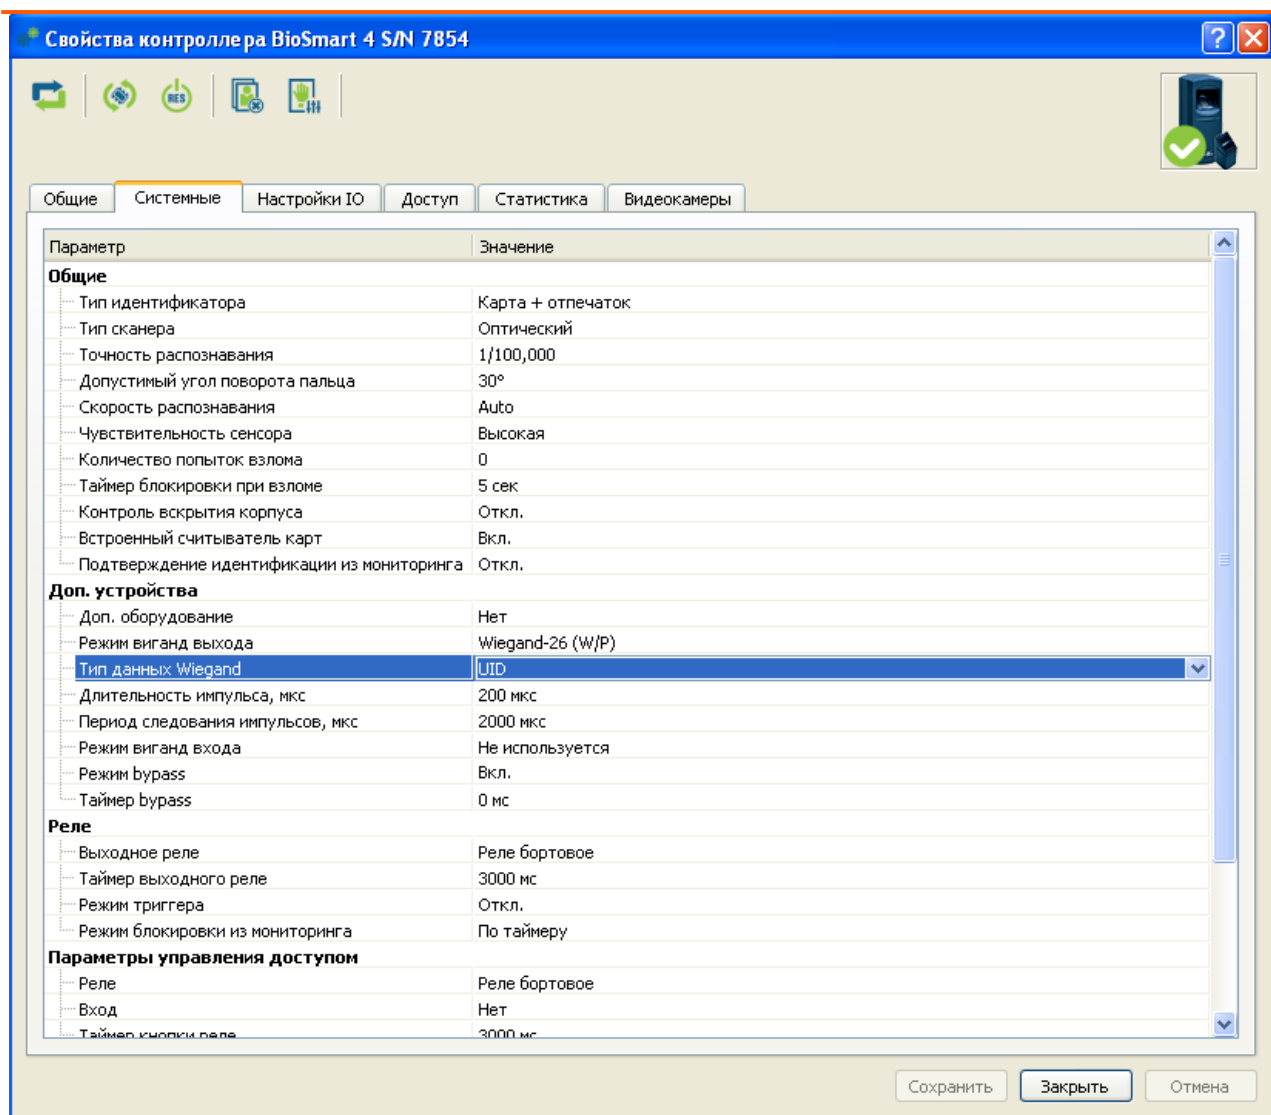 Свойства контроллера BioSmart 4 S/N 7854
RES
Общие Системные Настройки IO Доступ Статистика Видеокамеры
Параметр Значение
Общие
Тип идентификатора Карта + отпечаток
Тип сканера Оптический
Точность распознавания 1/100,000
Допустимый угол поворота пальца 30°
Скорость распознавания Auto
Чувствительность сенсора Высокая
Количество попыток взлома 0
Таймер блокировки при взломе 5 сек
Контроль вскрытия корпуса Откл.
Встроенный считыватель карт Вкл.
Подтверждение идентификации из мониторинга Откл.
Доп. устройства
Доп. оборудование Нет
Режим виганд выхода Wiegand-26 (W/P)
Тип данных Wiegand UID
Длительность импульса, мкс 200 мкс
Период следования импульсов, мкс 2000 мкс
Режим виганд входа Не используется
Режим bypass Вкл.
Таймер bypass 0 мс
Реле
Выходное реле Реле бортовое
Таймер выходного реле 3000 мс
Режим триггера Откл.
Режим блокировки из мониторинга По таймеру
Параметры управления доступом
Реле Реле бортовое
Вход Нет
Таймер кнопки реле 3000 мс
Сохранить Закрыть Отмена